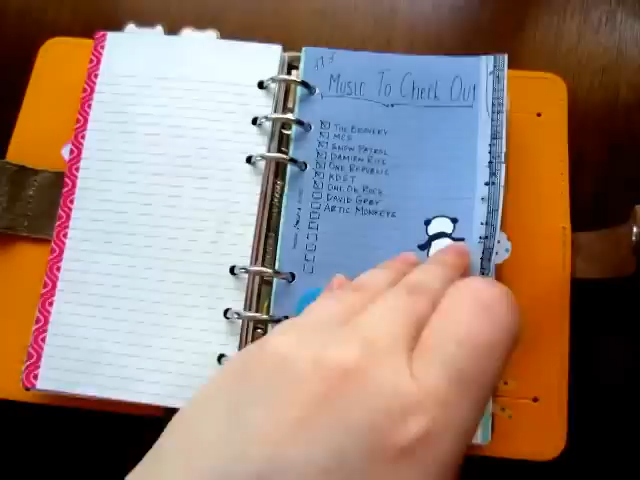 Music To Check Out
The Bravery
MCR
Snow Patrol
Damien Rice
One Republic
One Ok Rock
David Gray
Artic Monkeys